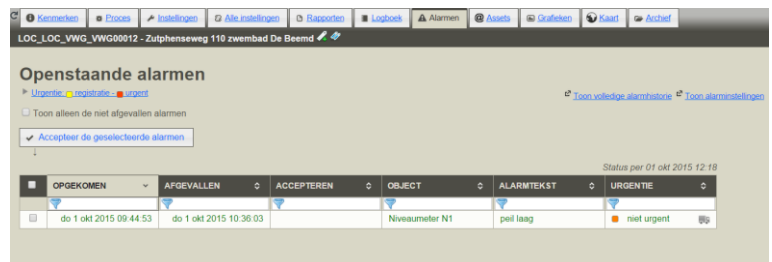 Kenmerken Proces Instellingen Alle instellingen Rapporten Logboek Alarmen Assets Grafieken Kaart Archief
LOC_LOC_VWG_VWG00012 - Zutphenseweg 110 zwembad De Beemd
Openstaande alarmen
Urgentie: registratie - urgent
Toon volledige alarmhistorie Toon alarminstellingen
Toon alleen de niet afgevallen alarmen
Accepteer de geselecteerde alarmen
Status per 01 okt 2015 12:18
OPGEKOMEN AFGEVALLEN ACCEPTEREN OBJECT ALARMTEKST URGENTIE
do 1 okt 2015 09:44:53 do 1 okt 2015 10:36:03 Niveaumeter N1 peil laag niet urgent